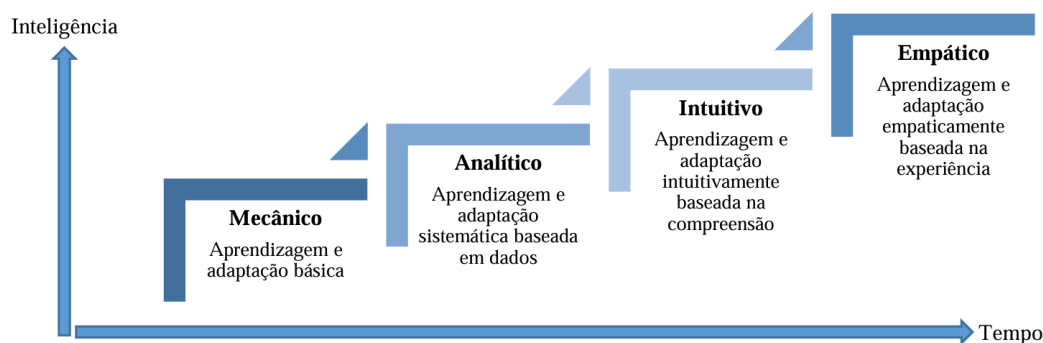 Inteligência
Mecânico
Aprendizagem e
adaptação básica
Analítico
Aprendizagem e
adaptação
sistemática baseada
em dados
Intuitivo
Aprendizagem e
adaptação
intuitivamente
baseada na
compreensão
Empático
Aprendizagem e
adaptação
empaticamente
baseada na
experiência
Tempo